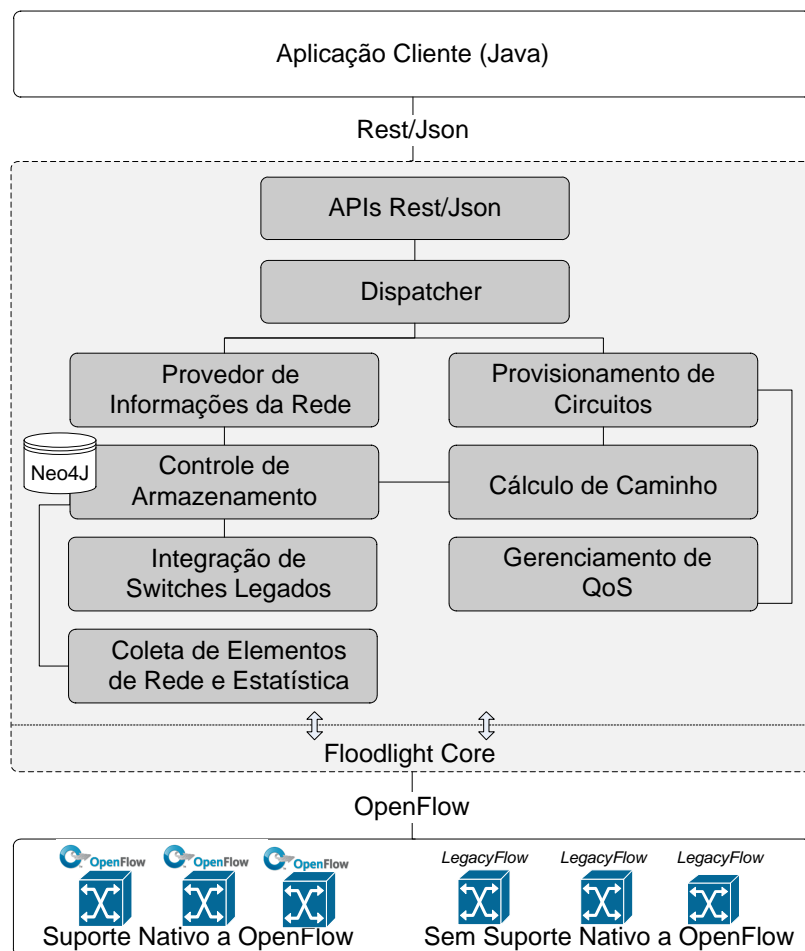 Aplicação Cliente (Java)
Rest/Json
APIs Rest/Json
Dispatcher
Provedor de
Informações da Rede
Provisionamento de
Circuitos
Neo4J
Controle de
Armazenamento
Cálculo de Caminho
Integração de
Switches Legados
Gerenciamento de
QoS
Coleta de Elementos
de Rede e Estatística
Floodlight Core
OpenFlow
OpenFlow
OpenFlow
OpenFlow
LegacyFlow
LegacyFlow
LegacyFlow
Suporte Nativo a OpenFlow
Sem Suporte Nativo a OpenFlow